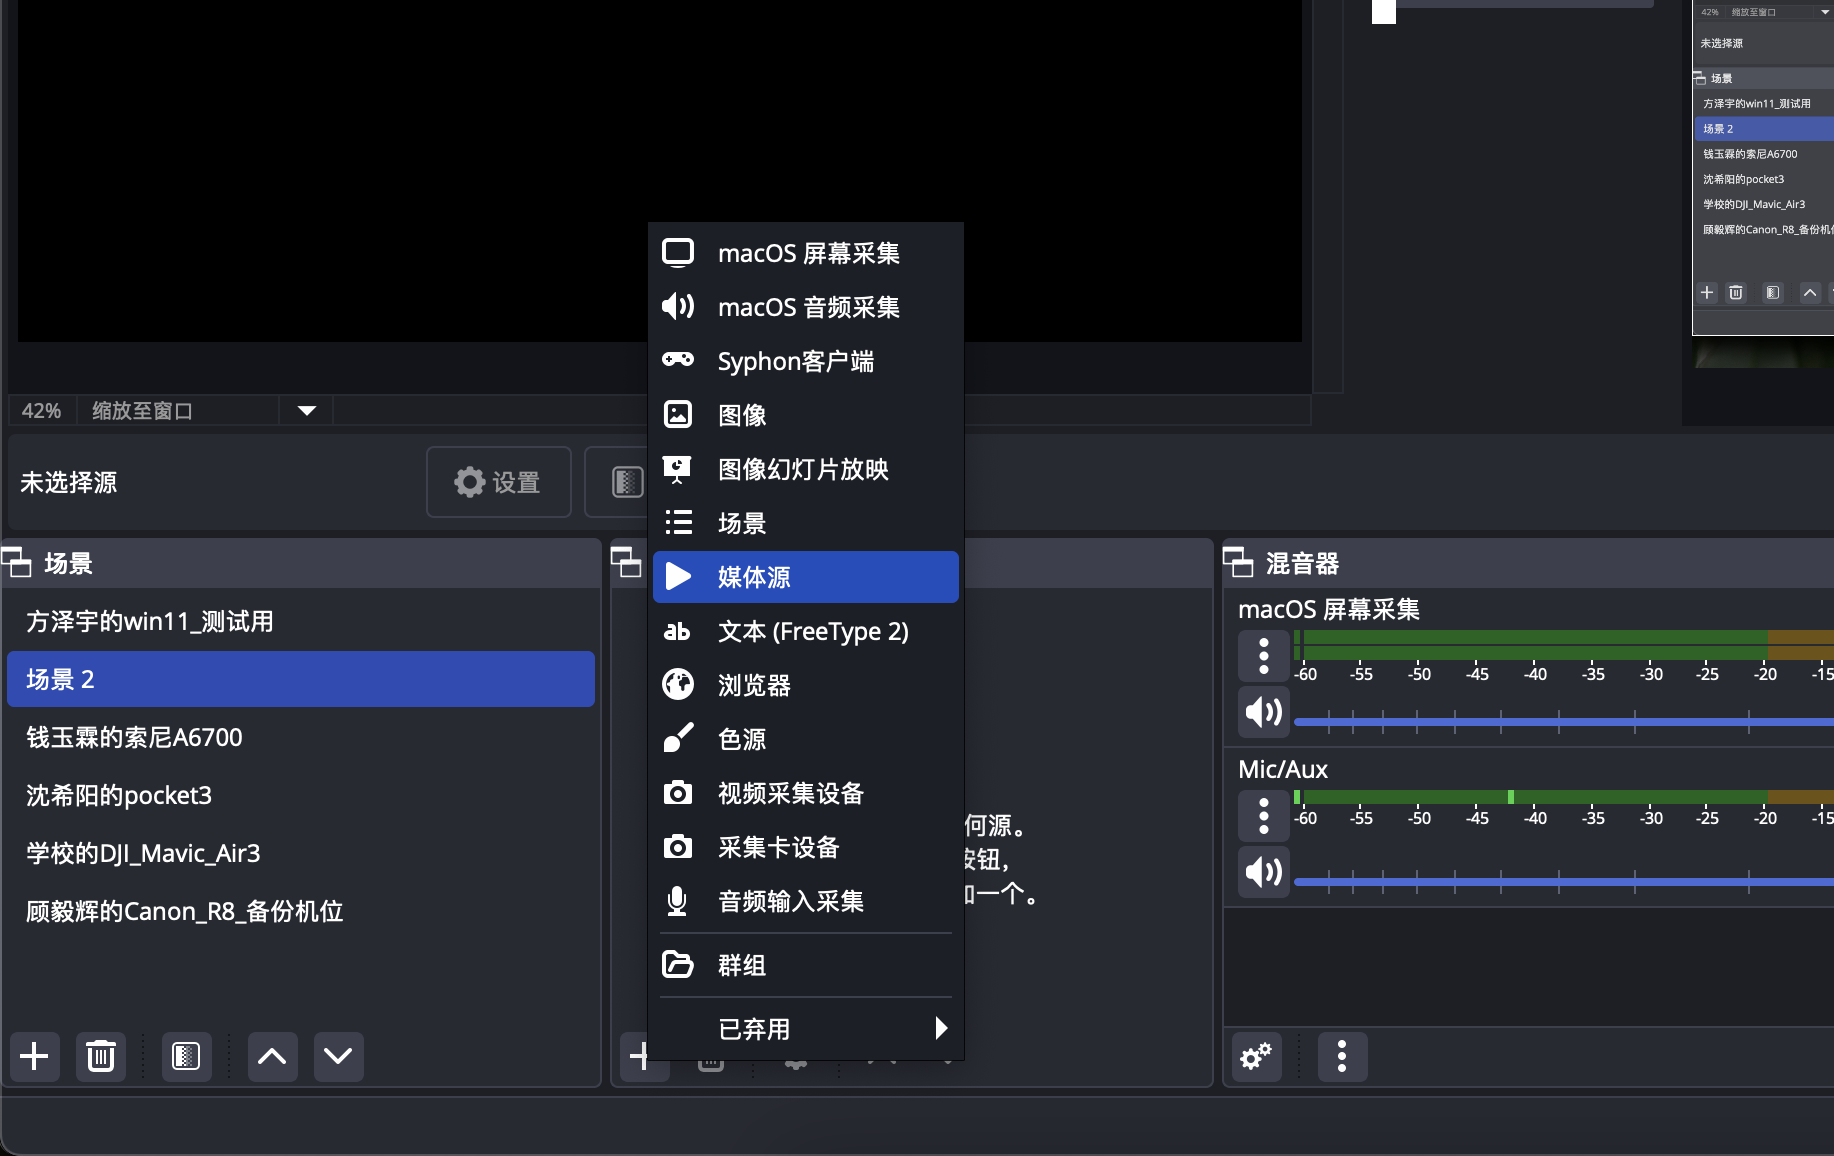 42%
缩放至窗口
未选择源
场景
方泽宇的win11_测试用
场景 2
钱玉霖的索尼A6700
沈希阳的pocket3
学校的DJI_Mavic_Air3
顾毅辉的Canon_R8_备份机
macOS 屏幕采集
macOS 音频采集
Syphon客户端
图像
图像幻灯片放映
场景
媒体源
文本 (FreeType 2)
浏览器
色源
视频采集设备
采集卡设备
音频输入采集
群组
已弃用
42% 缩放至窗口
未选择源
设置
场景
方泽宇的win11_测试用
场景 2
钱玉霖的索尼A6700
沈希阳的pocket3
学校的DJI_Mavic_Air3
顾毅辉的Canon_R8_备份机位
何源。
按钮，
加一个。
混音器
macOS 屏幕采集
-60 -55 -50 -45 -40 -35 -30 -25 -20 -15
Mic/Aux
-60 -55 -50 -45 -40 -35 -30 -25 -20 -15